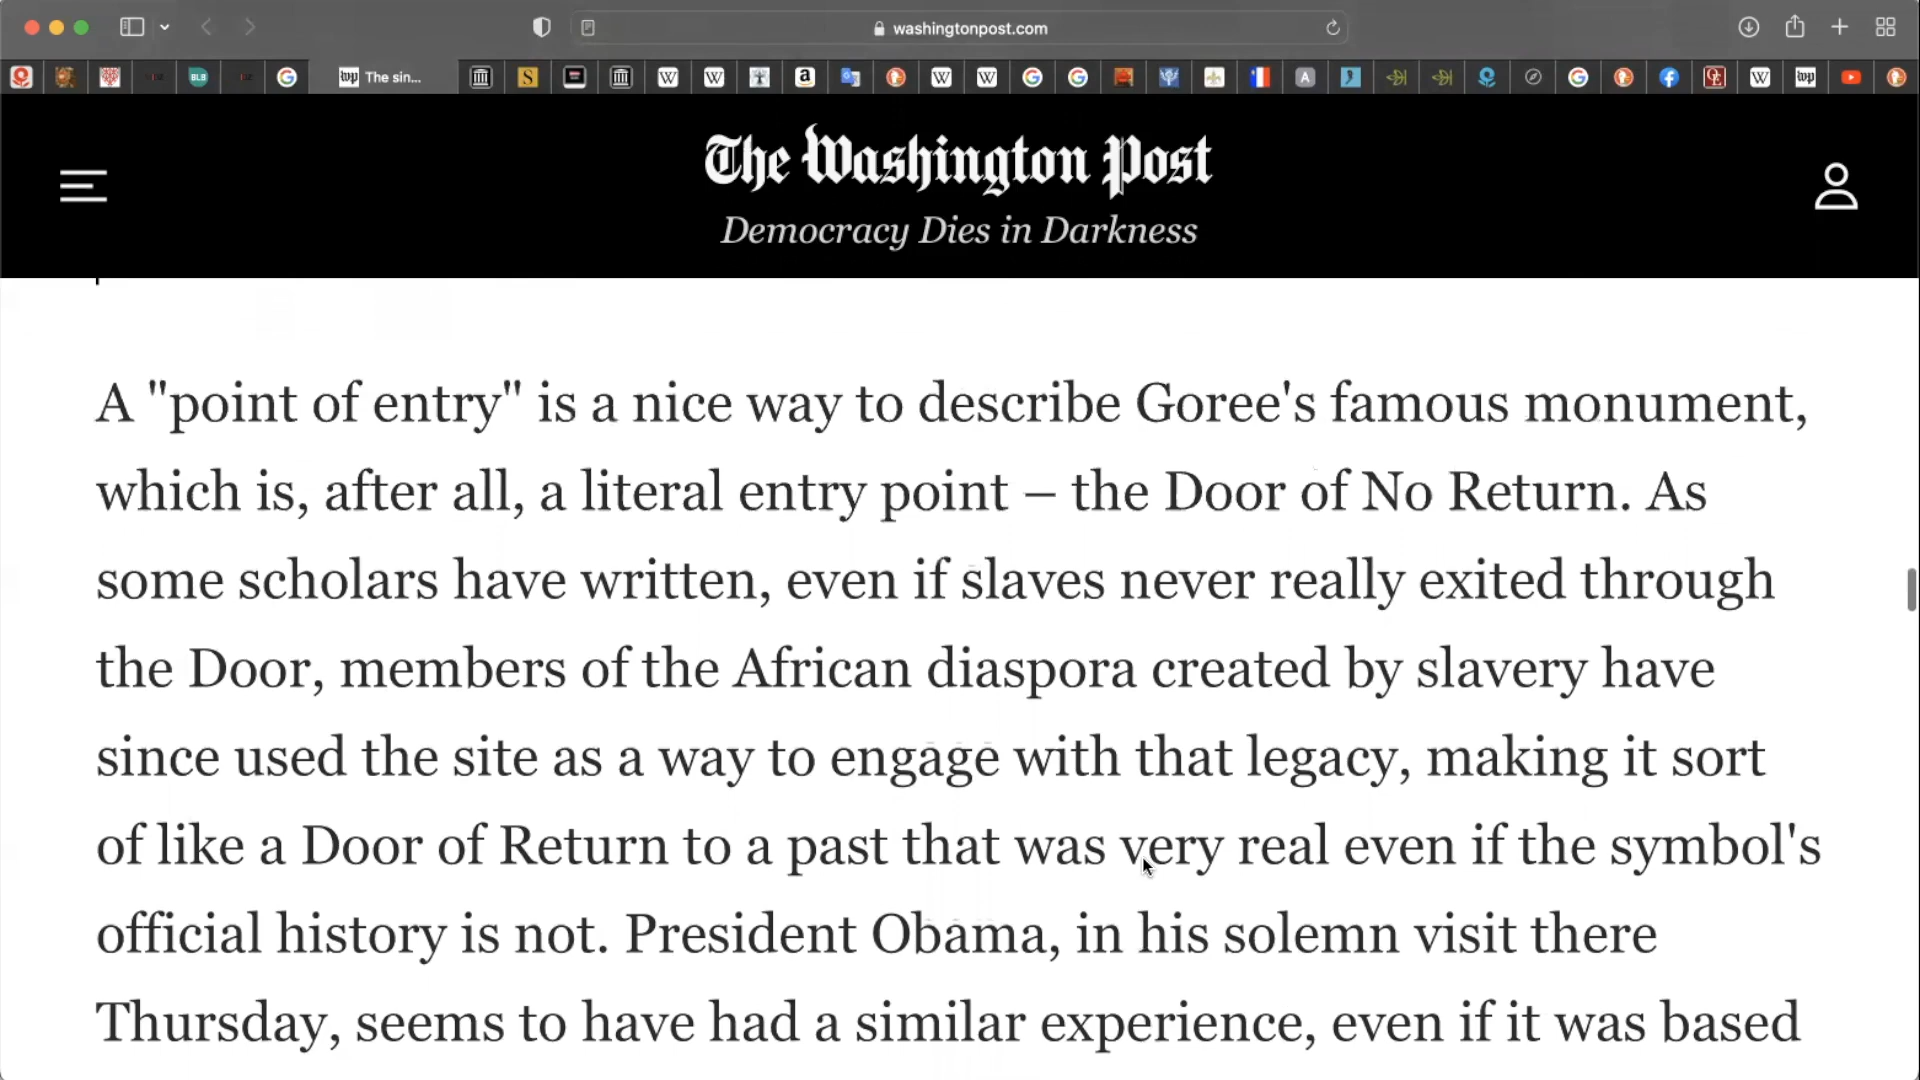 washingtonpost.com
BLB
wp The sin...
S
W
W
a
W
W
A
W
wp
The Washington Post
Democracy Dies in Darkness
A "point of entry" is a nice way to describe Goree's famous monument,
which is, after all, a literal entry point – the Door of No Return. As
some scholars have written, even if slaves never really exited through
the Door, members of the African diaspora created by slavery have
since used the site as a way to engage with that legacy, making it sort
of like a Door of Return to a past that was very real even if the symbol's
official history is not. President Obama, in his solemn visit there
Thursday, seems to have had a similar experience, even if it was based